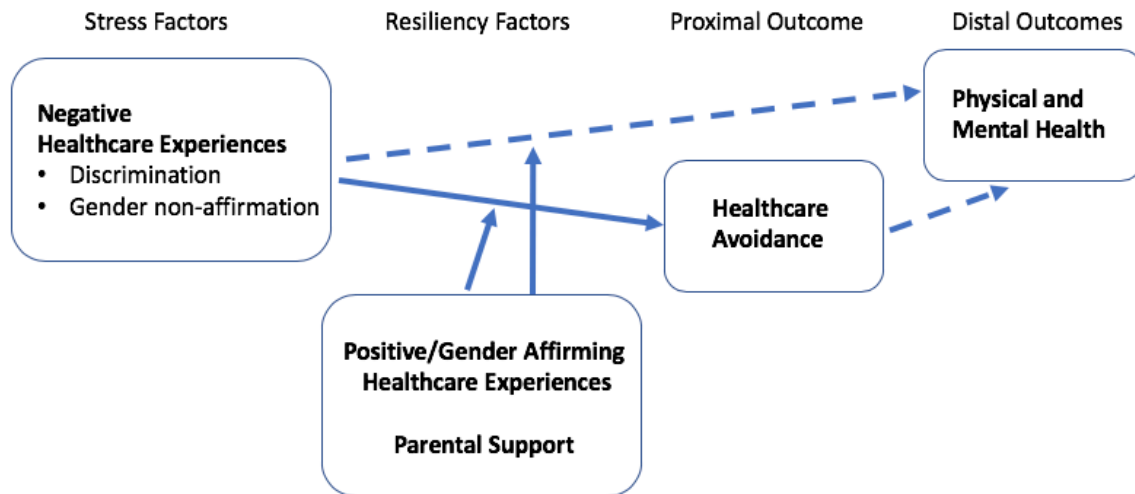 Stress Factors
Resiliency Factors
Proximal Outcome
Distal Outcomes
Negative
Healthcare Experiences
• Discrimination
• Gender non-affirmation
Physical and
Mental Health
Healthcare
Avoidance
Positive/Gender Affirming
Healthcare Experiences
Parental Support